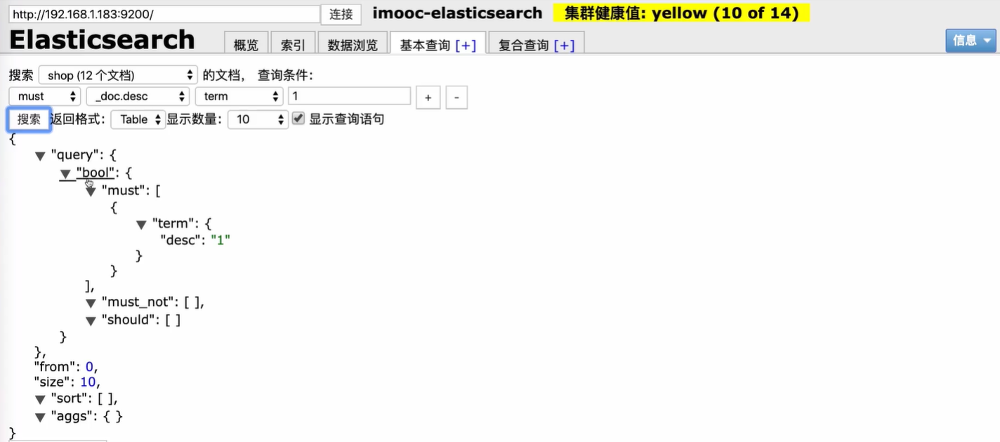 http://192.168.1.183:9200/ 连接 imooc-elasticsearch 集群健康值: yellow (10 of 14)
Elasticsearch 概览 索引 数据浏览 基本查询 [+] 复合查询 [+] 信息
搜索 shop (12 个文档) 的文档， 查询条件：
must _doc.desc term 1 + -
搜索 返回格式： Table 显示数量： 10 显示查询语句
{
"query": {
"bool": {
"must": [
{
"term": {
"desc": "1"
}
}
],
"must_not": [ ],
"should": [ ]
}
},
"from": 0,
"size": 10,
"sort": [ ],
"aggs": { }
}